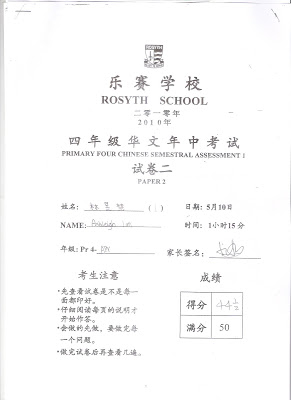 ROSYTH
乐赛学校
ROSYTH SCHOOL
二零一零年
2010年
四年级华文年中考试
PRIMARY FOUR CHINESE SEMESTRAL ASSESSMENT 1
试卷二
PAPER 2
姓名: ( ) 日期: 5月10日
NAME: 时间: 1小时15分
年级: Pr 4- 家长签名:
考生注意 成绩
•先查看试卷是不是每一
面都印好。
•仔细阅读每页的说明才
开始作答。
•会做的先做,要做完每
一个问题。
•做完试卷后再查看几遍。
得分 44½
满分 50